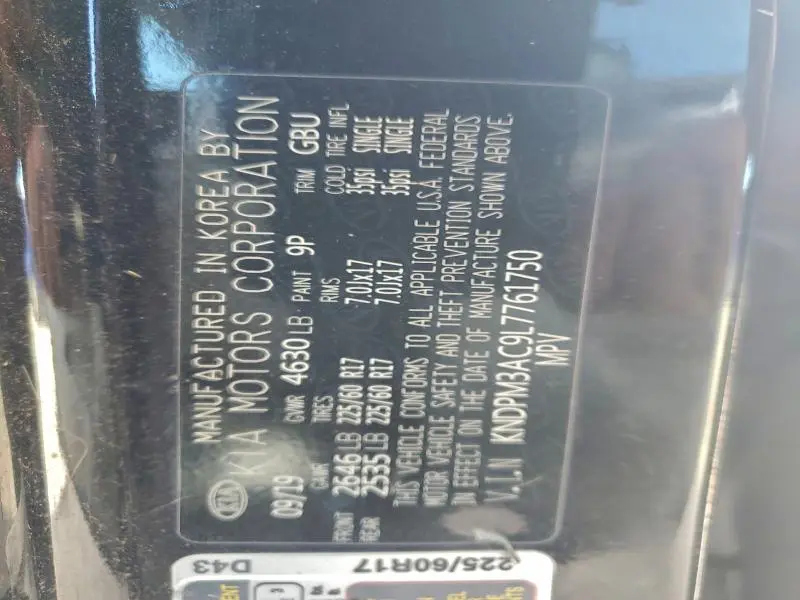 MANUFACTURED IN KOREA BY
KIA KIA MOTORS CORPORATION
09/19 GVWR 4630 LB PAINT 9P TRIM GBU
GAWR TIRES RIMS COLD TIRE INFL
FRONT 2646 LB 225/60 R17 7.0Jx17 35psi SINGLE
REAR 2535 LB 225/60 R17 7.0Jx17 35psi SINGLE
THIS VEHICLE CONFORMS TO ALL APPLICABLE U.S.A. FEDERAL
MOTOR VEHICLE SAFETY AND THEFT PREVENTION STANDARDS
IN EFFECT ON THE DATE OF MANUFACTURE SHOWN ABOVE.
V.I.N KNDPM3AC9L7761750
MPV
D43
225/60R17